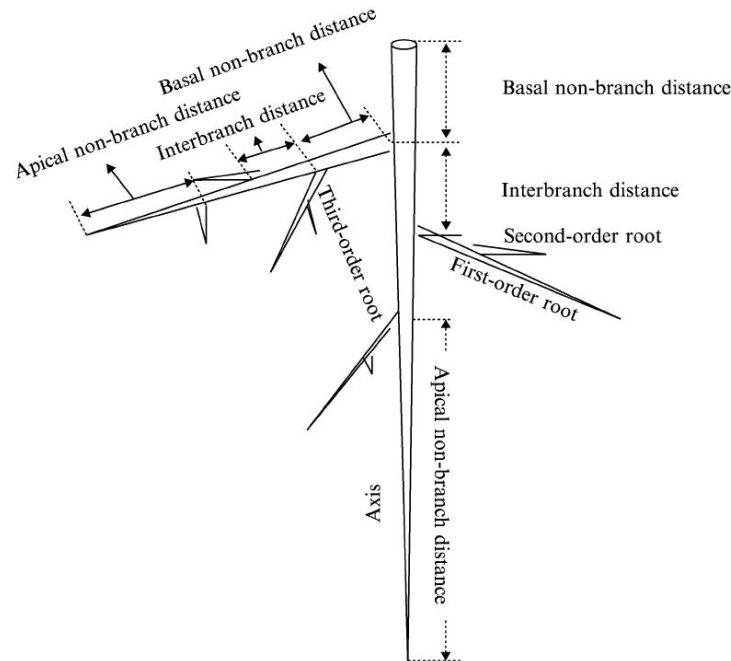 Basal non-branch distance
Interbranch distance
Apical non-branch distance
Basal non-branch distance
Interbranch distance
Second-order root
First-order root
Third-order root
Apical non-branch distance
Axis